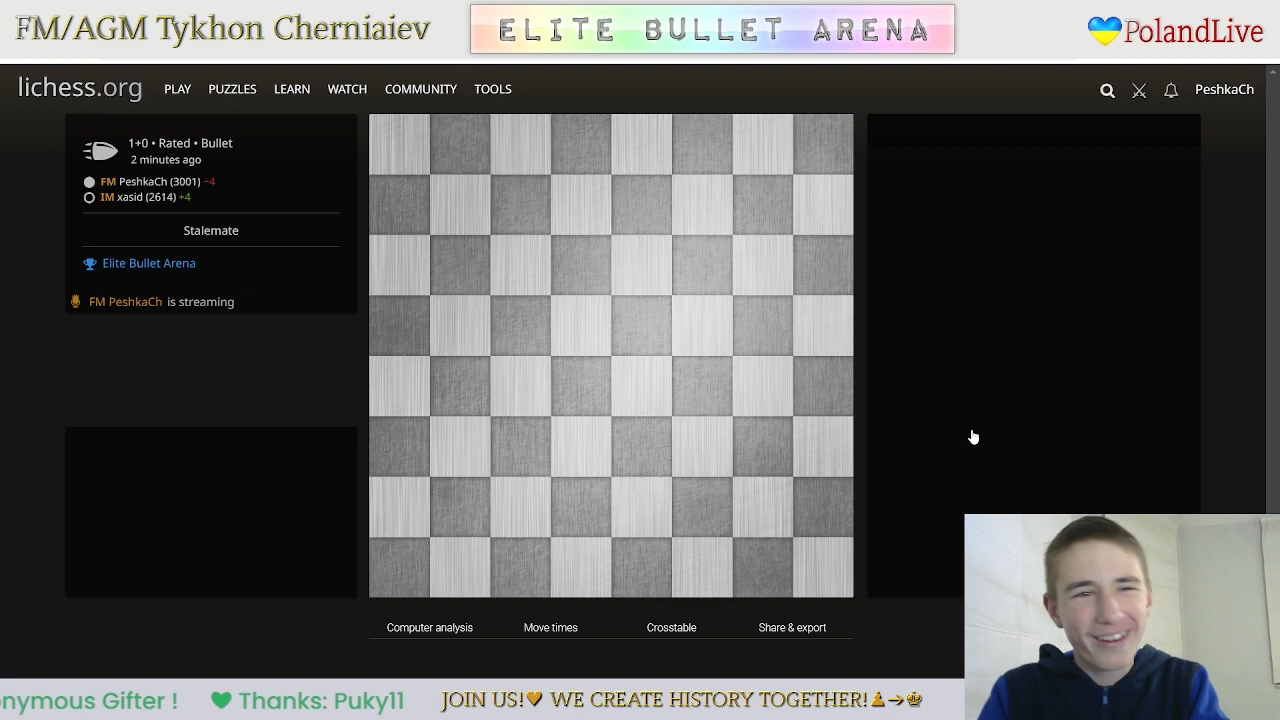 FM/AGM Tykhon Cherniaiev
ELITE BULLET ARENA
PolandLive
lichess.org PLAY PUZZLES LEARN WATCH COMMUNITY TOOLS PeshkaCh
1+0 • Rated • Bullet
2 minutes ago
FM PeshkaCh (3001) −4
IM xasid (2614) +4
Stalemate
Elite Bullet Arena
FM PeshkaCh is streaming
Computer analysis Move times Crosstable Share & export
onymous Gifter ! Thanks: Puky11 JOIN US! WE CREATE HISTORY TOGETHER!